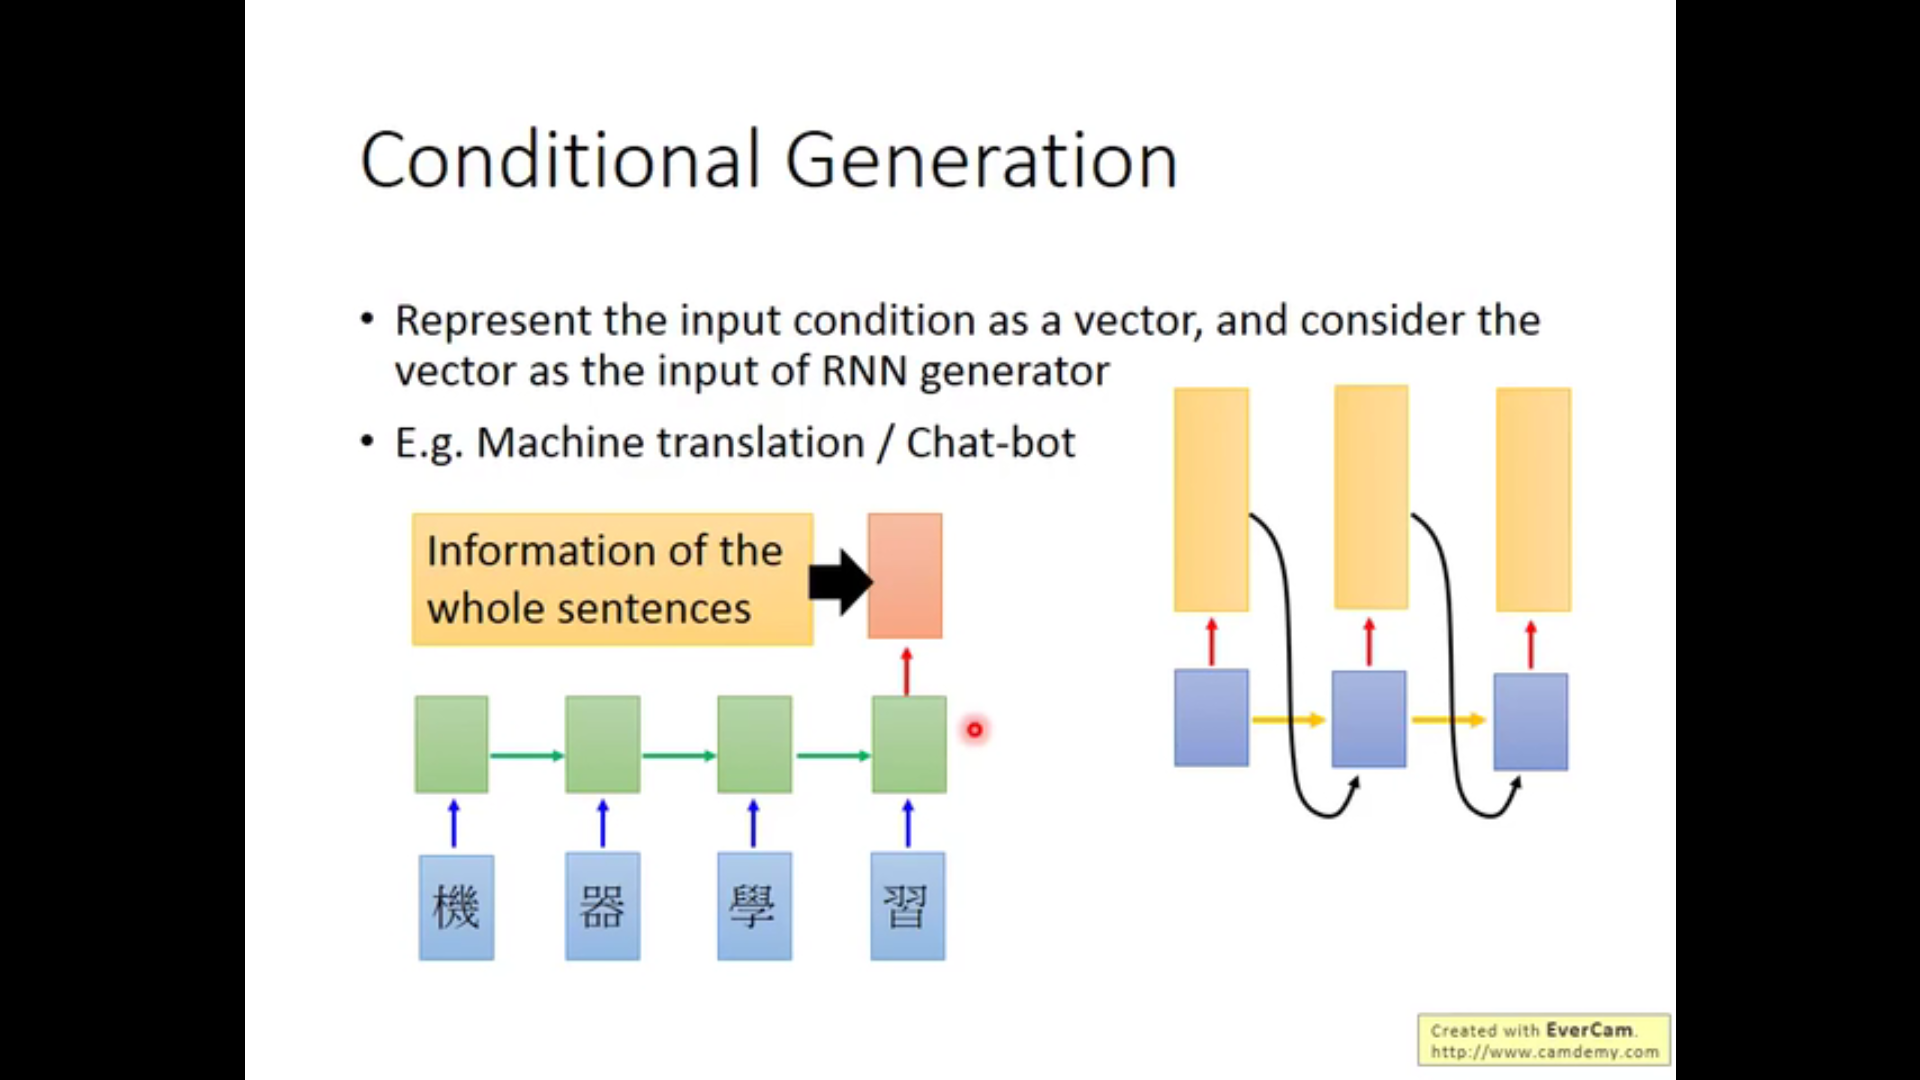 Conditional Generation
• Represent the input condition as a vector, and consider the
vector as the input of RNN generator
• E.g. Machine translation / Chat-bot
Information of the
whole sentences
機 器 學 習
Created with EverCam.
http://www.camdemy.com